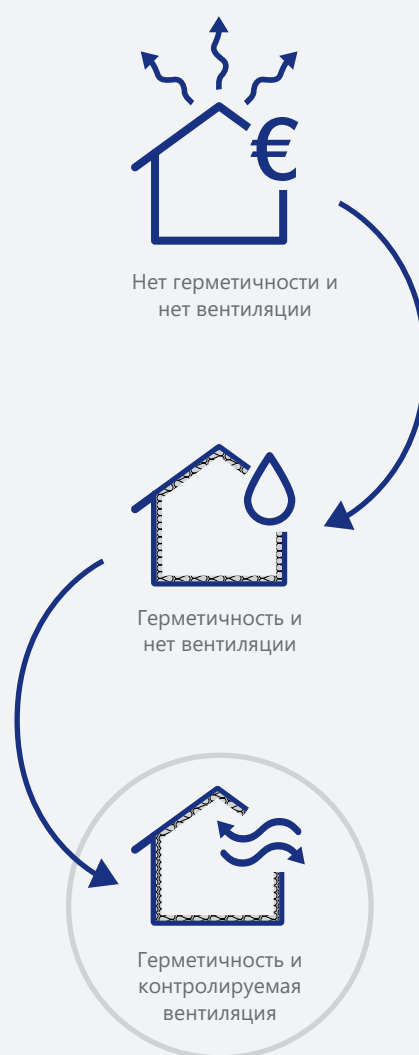 €
Нет герметичности и
нет вентиляции
Герметичность и
нет вентиляции
Герметичность и
контролируемая
вентиляция